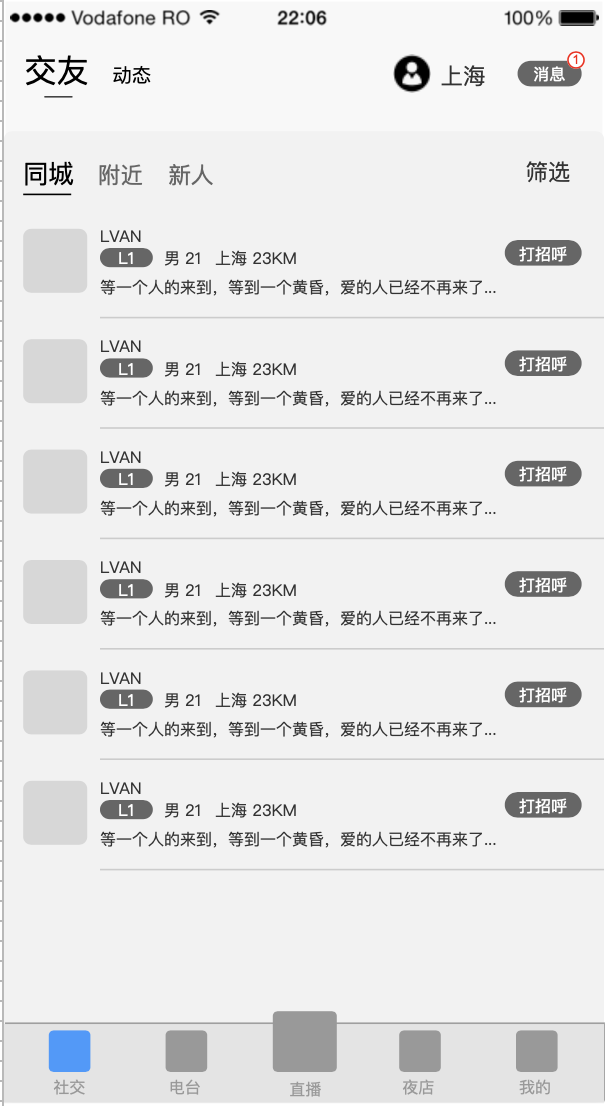 ●●●●● Vodafone RO 22:06 100%
交友 动态 上海 消息 1
同城 附近 新人 筛选
LVAN
L1 男 21 上海 23KM 打招呼
等一个人的来到，等到一个黄昏，爱的人已经不再来了...
LVAN
L1 男 21 上海 23KM 打招呼
等一个人的来到，等到一个黄昏，爱的人已经不再来了...
LVAN
L1 男 21 上海 23KM 打招呼
等一个人的来到，等到一个黄昏，爱的人已经不再来了...
LVAN
L1 男 21 上海 23KM 打招呼
等一个人的来到，等到一个黄昏，爱的人已经不再来了...
LVAN
L1 男 21 上海 23KM 打招呼
等一个人的来到，等到一个黄昏，爱的人已经不再来了...
LVAN
L1 男 21 上海 23KM 打招呼
等一个人的来到，等到一个黄昏，爱的人已经不再来了...
社交 电台 直播 夜店 我的